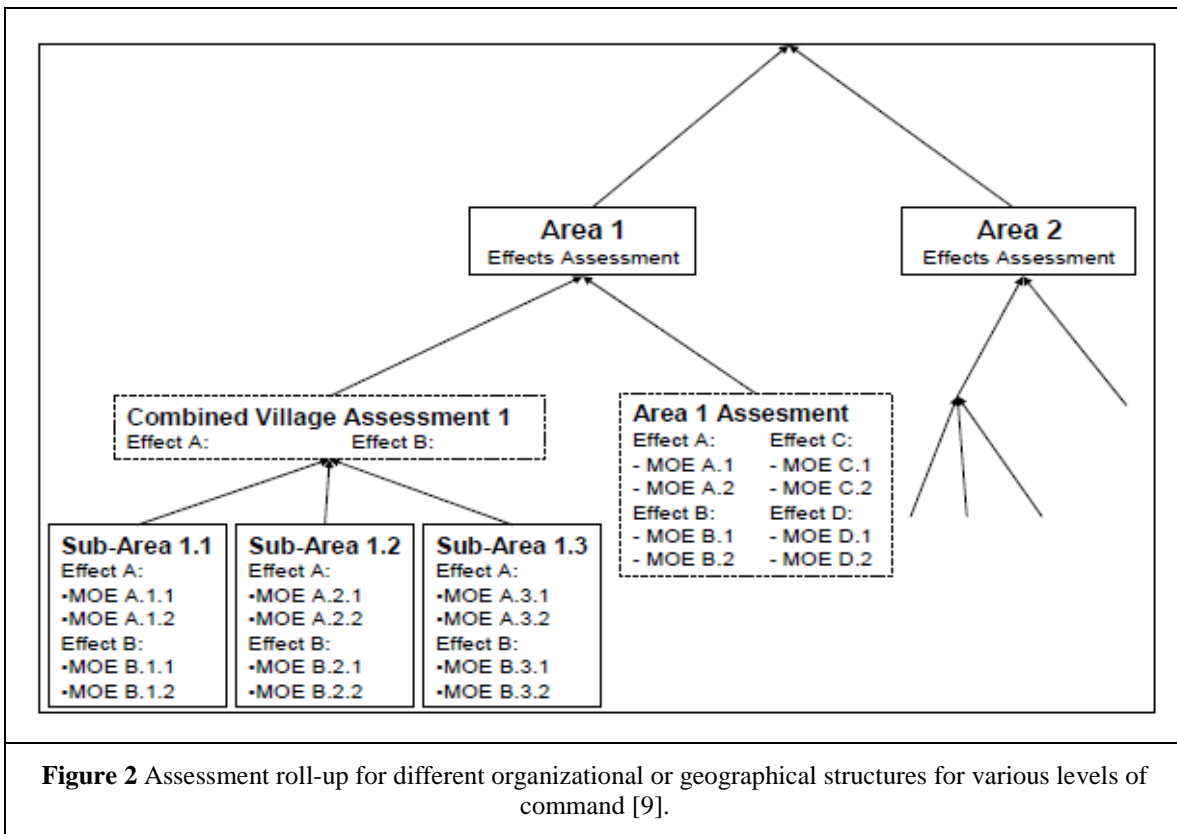 Area 1
Effects Assessment
Area 2
Effects Assessment
Combined Village Assessment 1
Effect A: Effect B:
Area 1 Assesment
Effect A: Effect C:
- MOE A.1 - MOE C.1
- MOE A.2 - MOE C.2
Effect B: Effect D:
- MOE B.1 - MOE D.1
- MOE B.2 - MOE D.2
Sub-Area 1.1
Effect A:
▪MOE A.1.1
▪MOE A.1.2
Effect B:
▪MOE B.1.1
▪MOE B.1.2
Sub-Area 1.2
Effect A:
▪MOE A.2.1
▪MOE A.2.2
Effect B:
▪MOE B.2.1
▪MOE B.2.2
Sub-Area 1.3
Effect A:
▪MOE A.3.1
▪MOE A.3.2
Effect B:
▪MOE B.3.1
▪MOE B.3.2
Figure 2 Assessment roll-up for different organizational or geographical structures for various levels of
command [9].